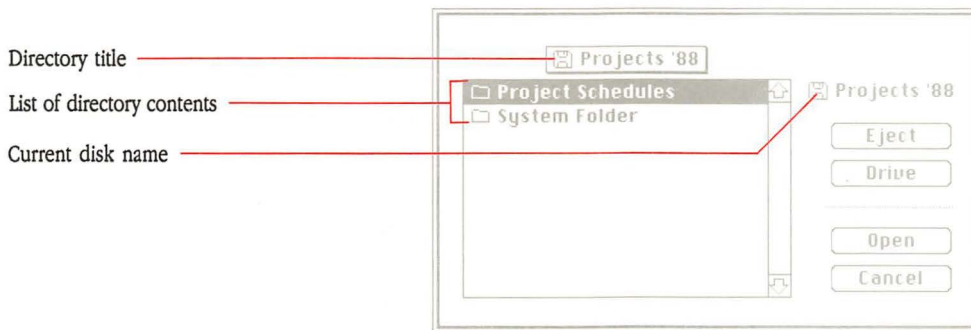 Directory title
List of directory contents
Current disk name
Projects '88
Project Schedules
System Folder
Projects '88
Eject
Drive
Open
Cancel